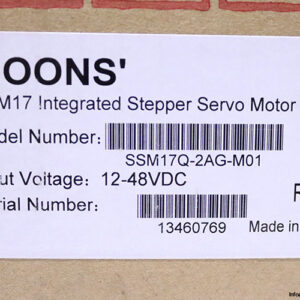 OONS'
M17 Integrated Stepper Servo Motor
del Number:
SSM17Q-2AG-M01
ut Voltage: 12-48VDC
rial Number:
R
13460769
Made in